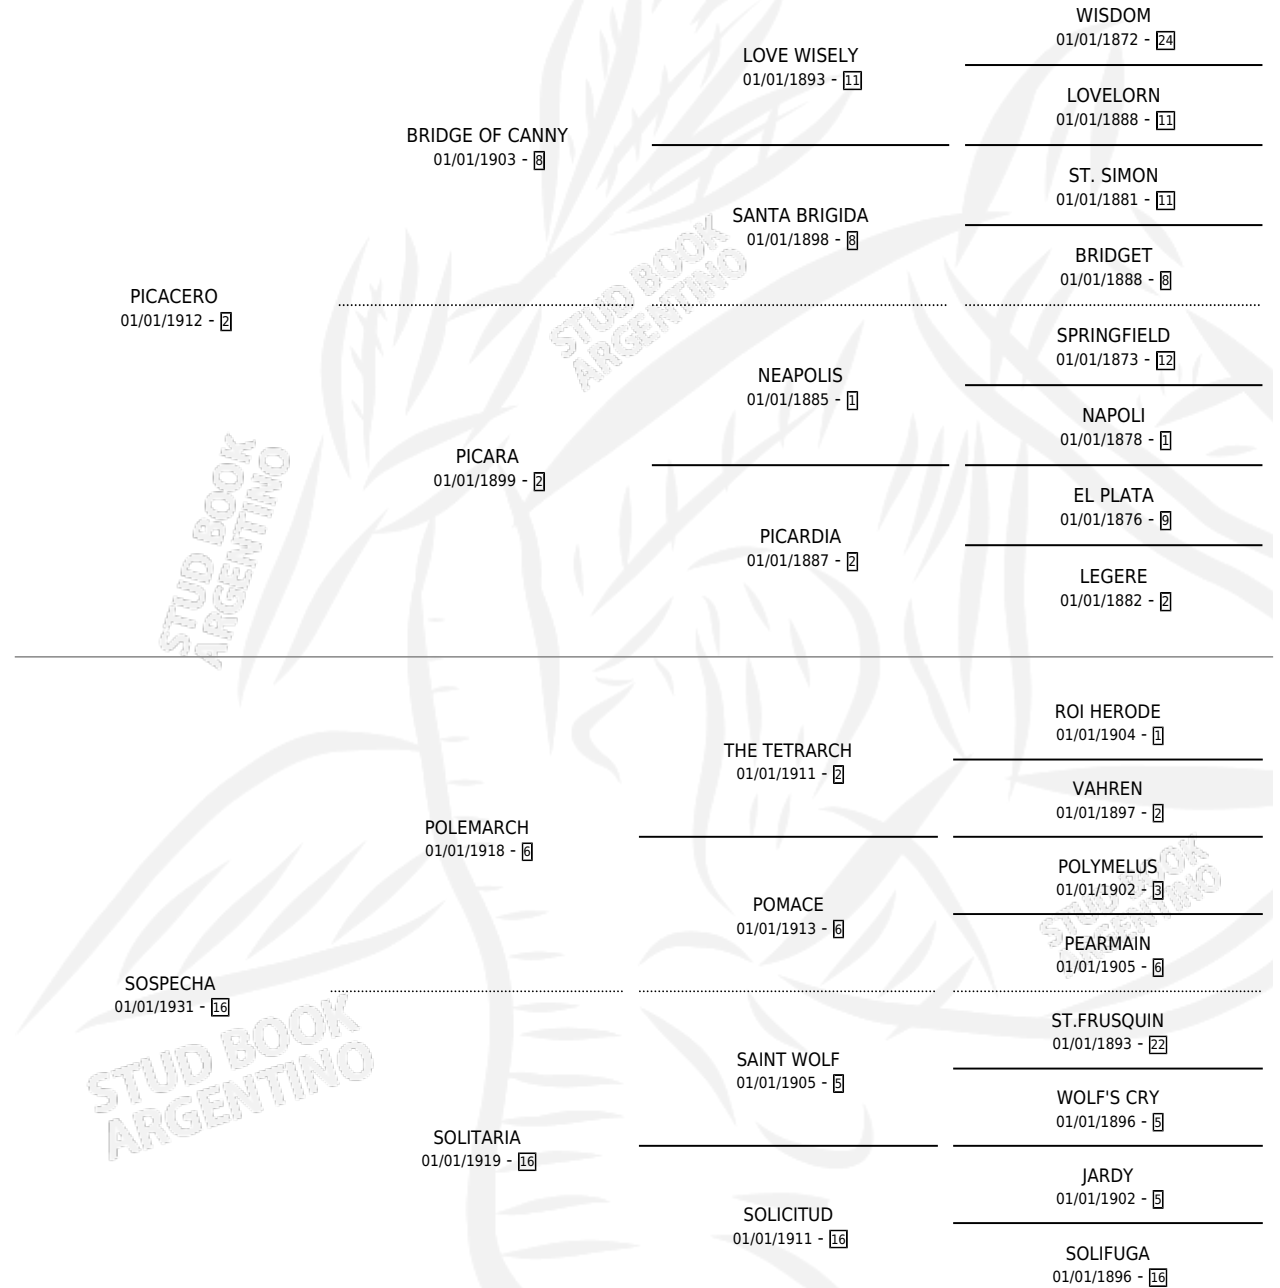 WISDOM
01/01/1872 - 24
LOVE WISELY
01/01/1893 - 11
LOVELORN
01/01/1888 - 11
BRIDGE OF CANNY
01/01/1903 - 8
ST. SIMON
01/01/1881 - 11
SANTA BRIGIDA
01/01/1898 - 8
BRIDGET
01/01/1888 - 8
PICACERO
01/01/1912 - 2
SPRINGFIELD
01/01/1873 - 12
NEAPOLIS
01/01/1885 - 1
NAPOLI
01/01/1878 - 1
PICARA
01/01/1899 - 2
EL PLATA
01/01/1876 - 9
PICARDIA
01/01/1887 - 2
LEGERE
01/01/1882 - 2
ROI HERODE
01/01/1904 - 1
THE TETRARCH
01/01/1911 - 2
VAHREN
01/01/1897 - 2
POLEMARCH
01/01/1918 - 6
POLYMELUS
01/01/1902 - 3
POMACE
01/01/1913 - 6
PEARMAIN
01/01/1905 - 6
SOSPECHA
01/01/1931 - 16
ST.FRUSQUIN
01/01/1893 - 22
SAINT WOLF
01/01/1905 - 5
WOLF'S CRY
01/01/1896 - 5
SOLITARIA
01/01/1919 - 16
JARDY
01/01/1902 - 5
SOLICITUD
01/01/1911 - 16
SOLIFUGA
01/01/1896 - 16
STUD BOOK
ARGENTINO
STUD BOOK
ARGENTINO
STUD BOOK
ARGENTINO
STUD BOOK
ARGENTINO